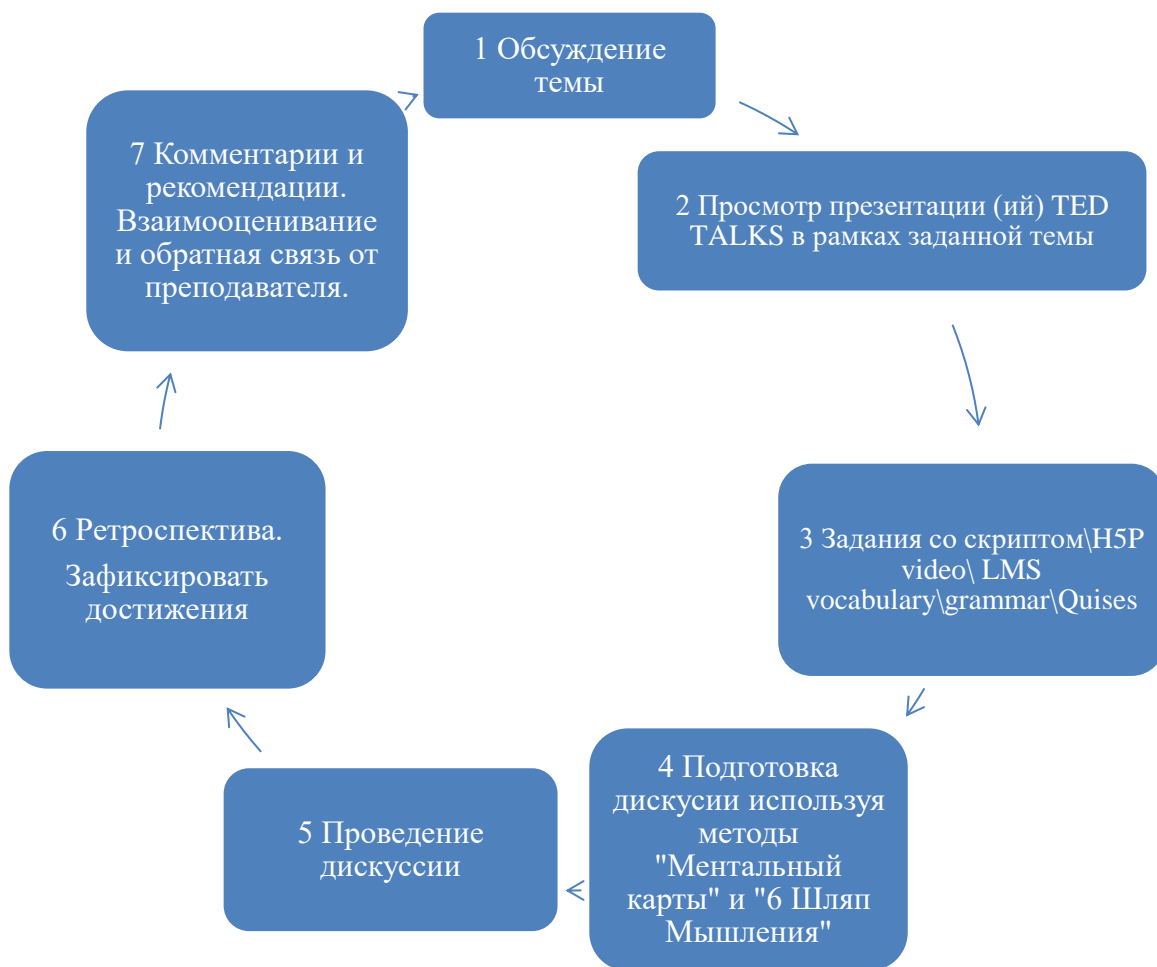 1 Обсуждение
темы
2 Просмотр презентации (ий) TED
TALKS в рамках заданной темы
3 Задания со скриптом\H5P
video\ LMS
vocabulary\grammar\Quises
4 Подготовка
дискусии используя
методы
"Ментальный
карты" и "6 Шляп
Мышления"
5 Проведение
дискуссии
6 Ретроспектива.
Зафиксировать
достижения
7 Комментарии и
рекомендации.
Взаимооценивание
и обратная связь от
преподавателя.